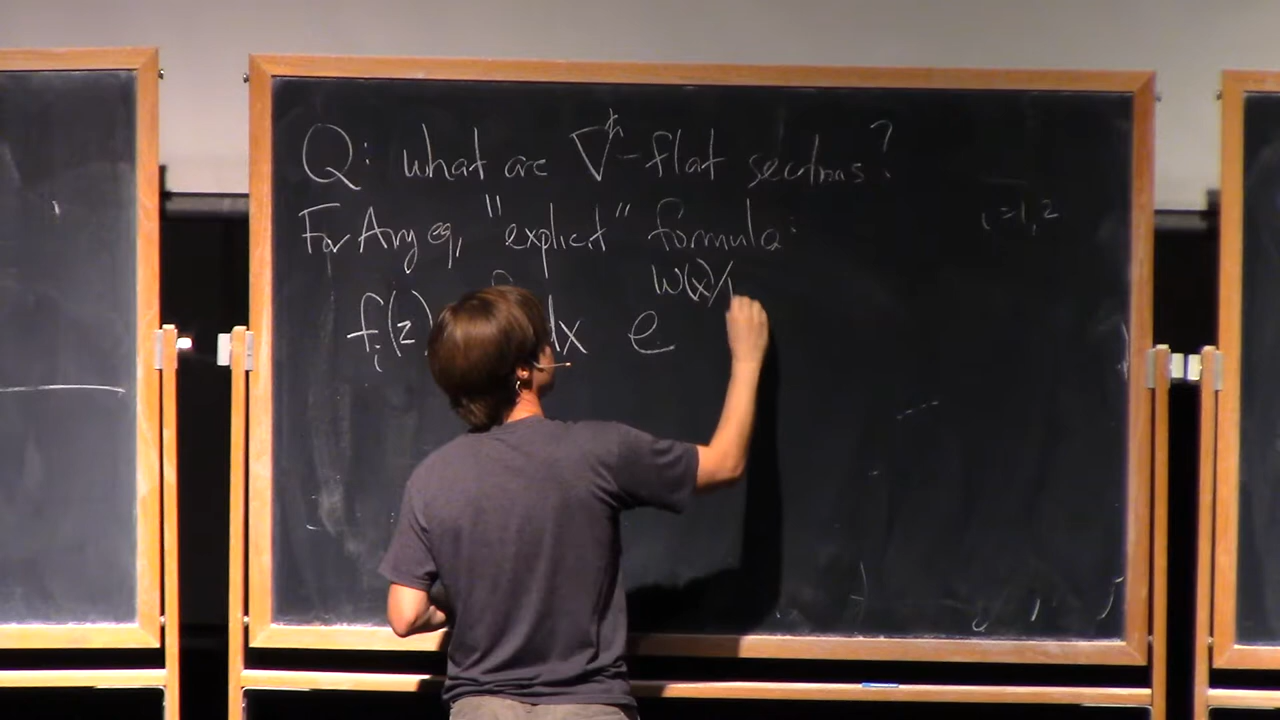 Q: what are ∇^ħ-flat sections?
i=1,2
For Airy eq, "explicit" formula:
f_i(z) dx e^{W(x)/